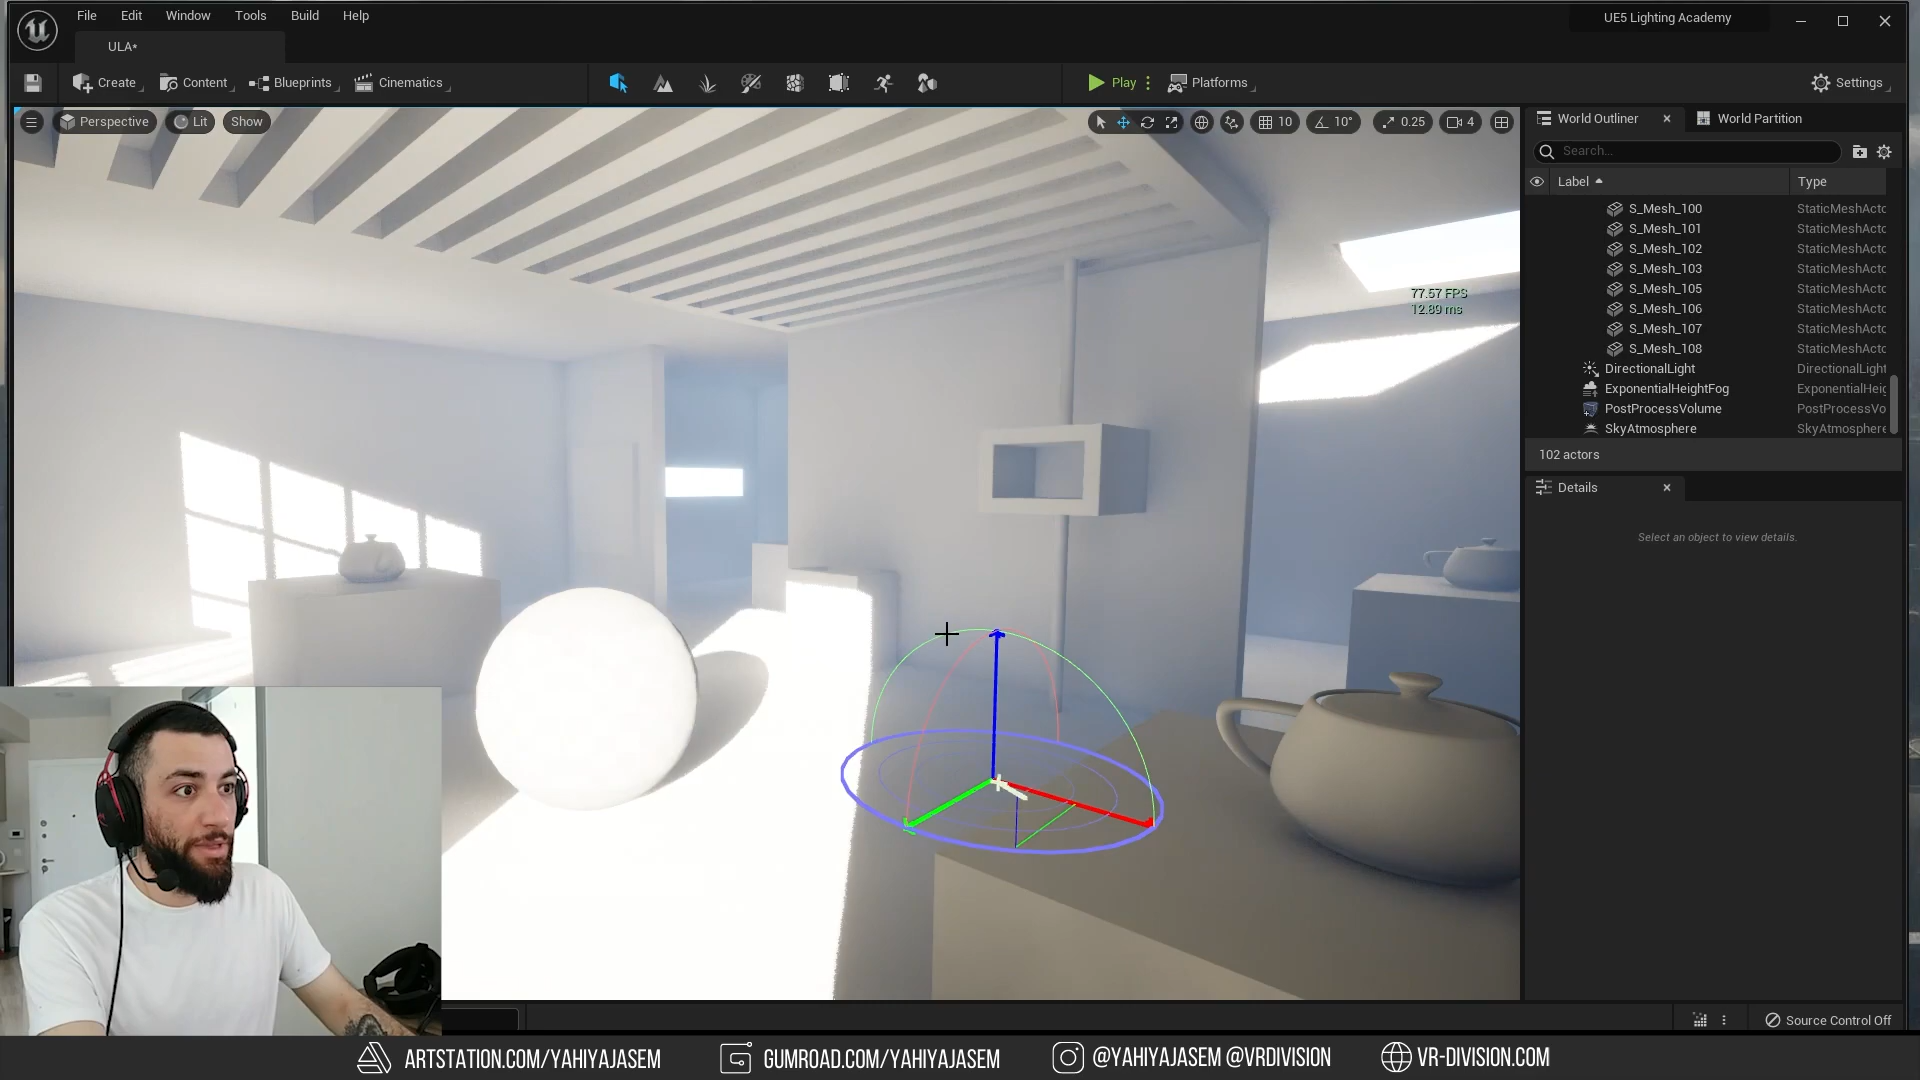 File Edit Window Tools Build Help
UE5 Lighting Academy
ULA*
Create Content Blueprints Cinematics
Play Platforms Settings
Perspective Lit Show
10 10° 0.25 4
77.57 FPS
12.89 ms
World Outliner World Partition
Search...
Label Type
S_Mesh_100 StaticMeshActo
S_Mesh_101 StaticMeshActo
S_Mesh_102 StaticMeshActo
S_Mesh_103 StaticMeshActo
S_Mesh_105 StaticMeshActo
S_Mesh_106 StaticMeshActo
S_Mesh_107 StaticMeshActo
S_Mesh_108 StaticMeshActo
DirectionalLight DirectionalLight
ExponentialHeightFog ExponentialHeig
PostProcessVolume PostProcessVo
SkyAtmosphere SkyAtmosphere
102 actors
Details
Select an object to view details.
Source Control Off
ARTSTATION.COM/YAHIYAJASEM GUMROAD.COM/YAHIYAJASEM @YAHIYAJASEM @VRDIVISION VR-DIVISION.COM